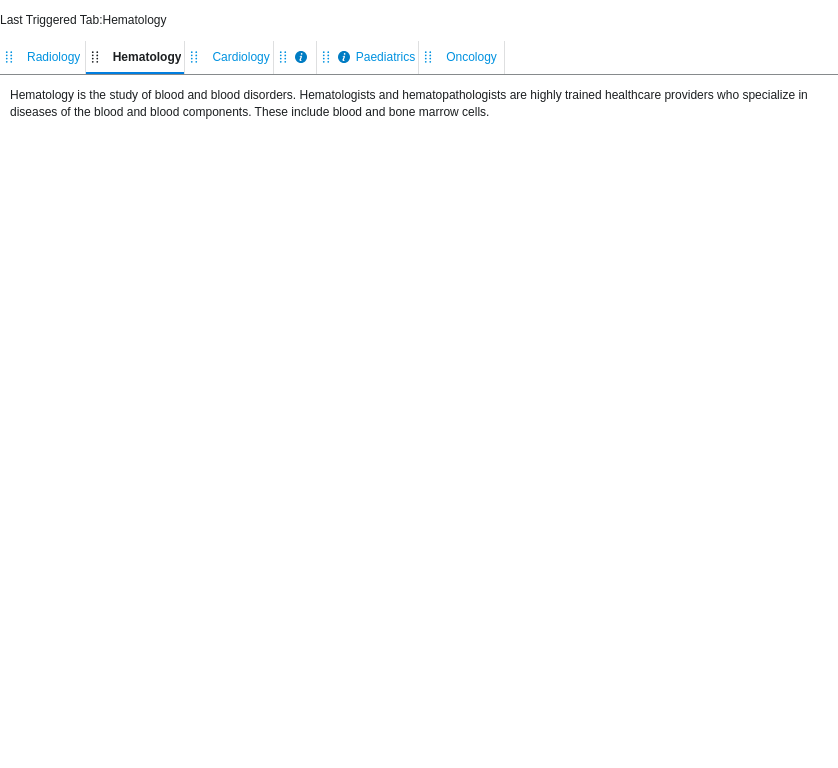 Last Triggered Tab:Hematology
Radiology Hematology Cardiology Paediatrics Oncology
Hematology is the study of blood and blood disorders. Hematologists and hematopathologists are highly trained healthcare providers who specialize in
diseases of the blood and blood components. These include blood and bone marrow cells.